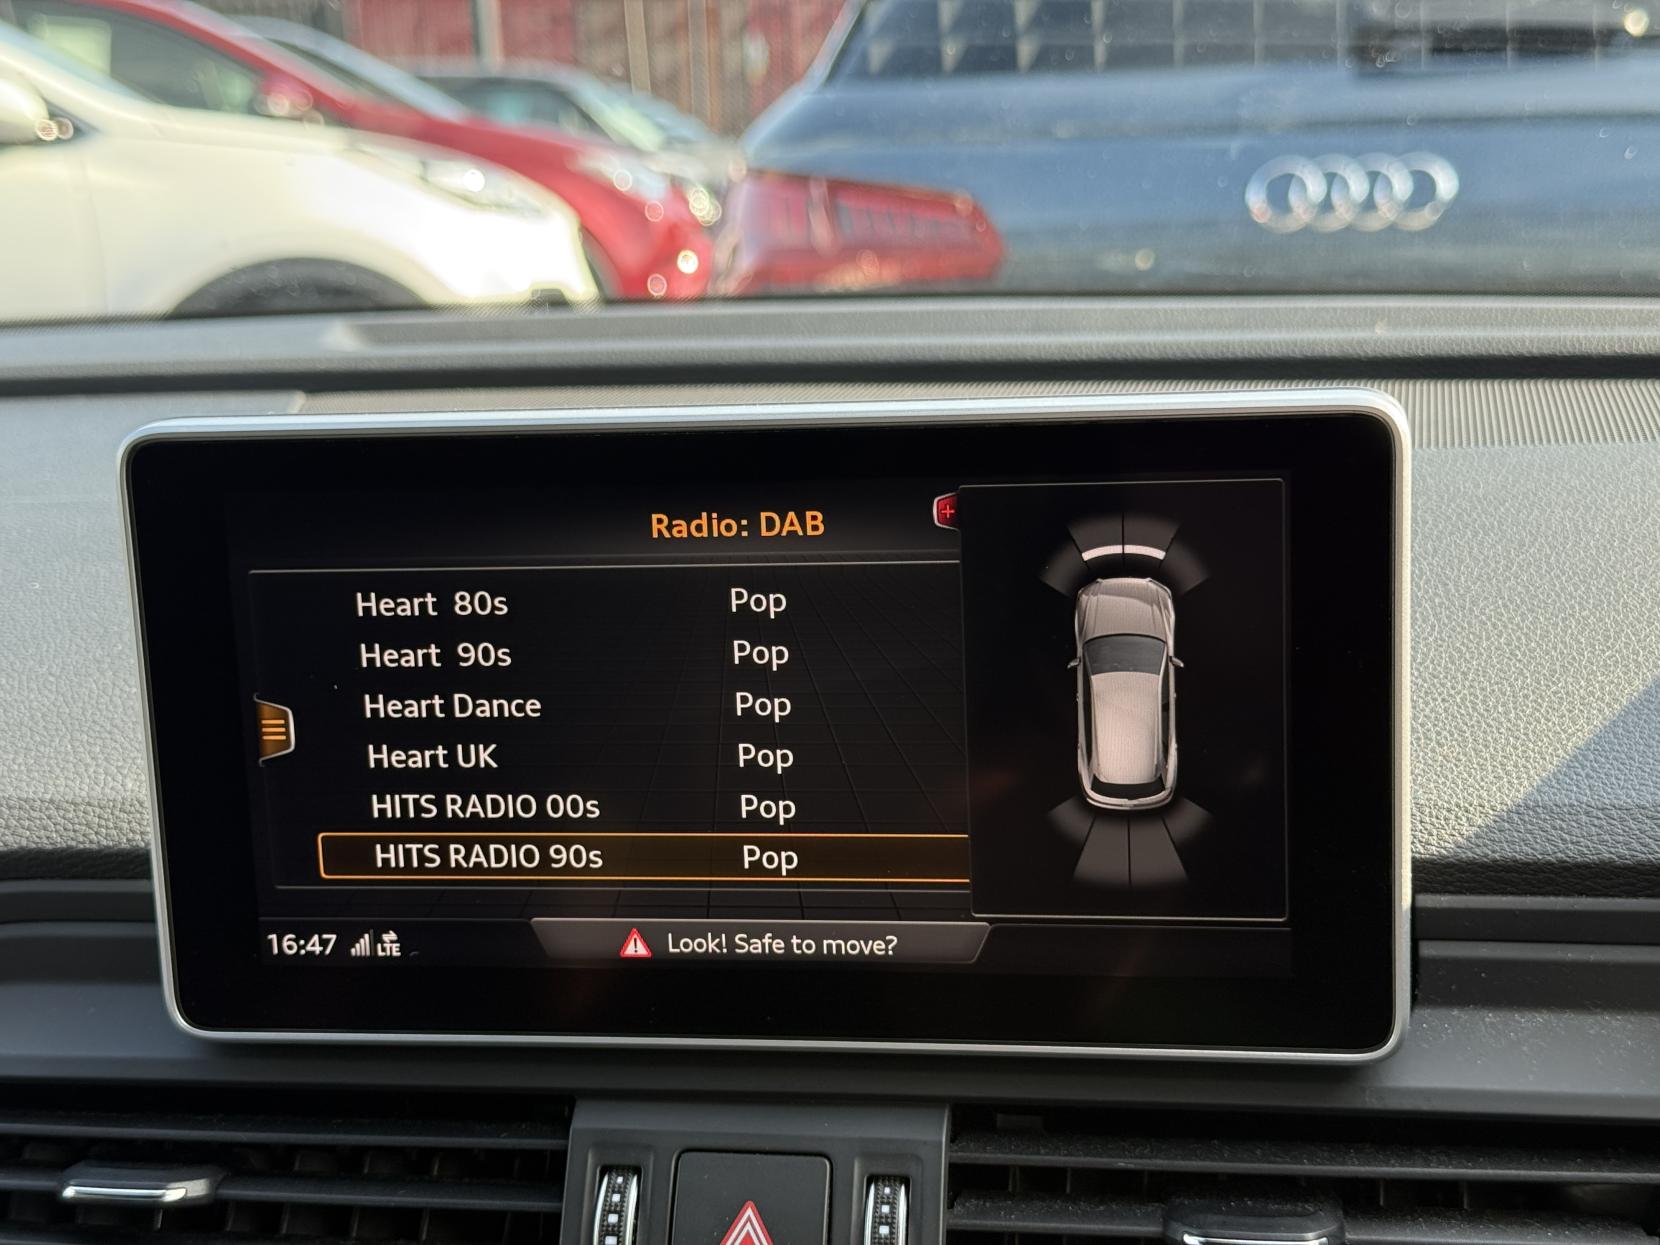 Radio: DAB
Heart 80s Pop
Heart 90s Pop
Heart Dance Pop
Heart UK Pop
HITS RADIO 00s Pop
HITS RADIO 90s Pop
16:47 LTE Look! Safe to move?